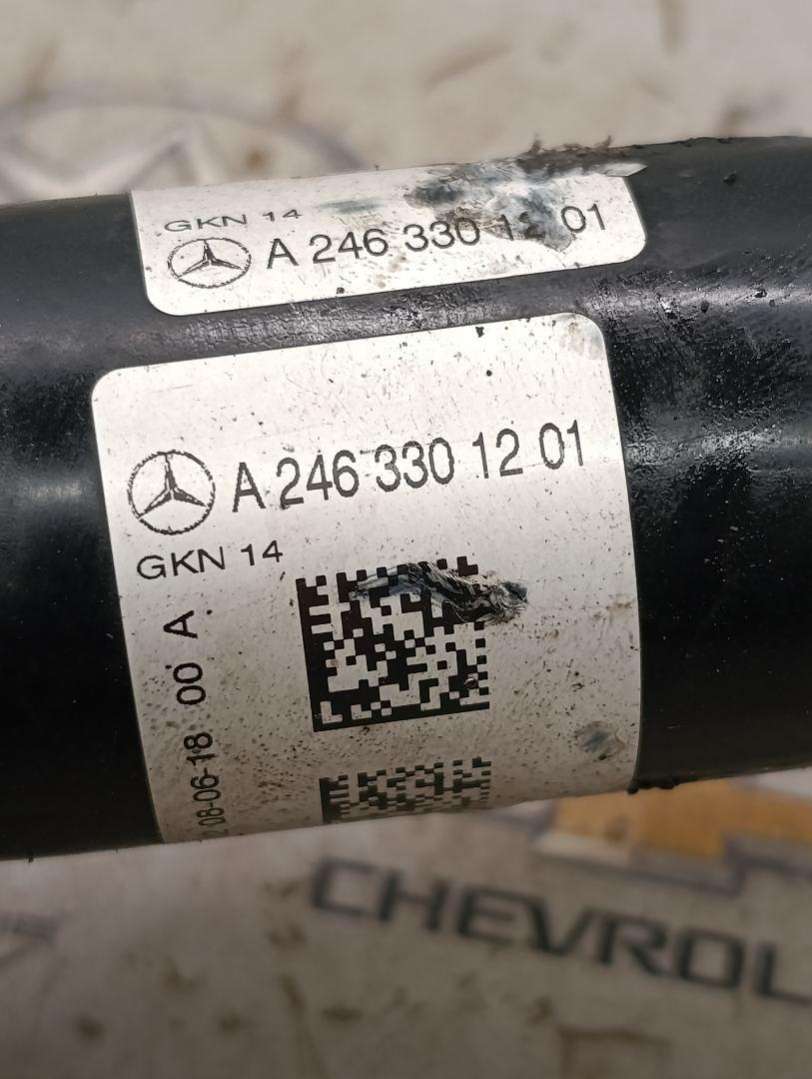 GKN 14
A 246 330 12 01
A 246 330 12 01
GKN 14
08-06-18 00 A
CHEVROL